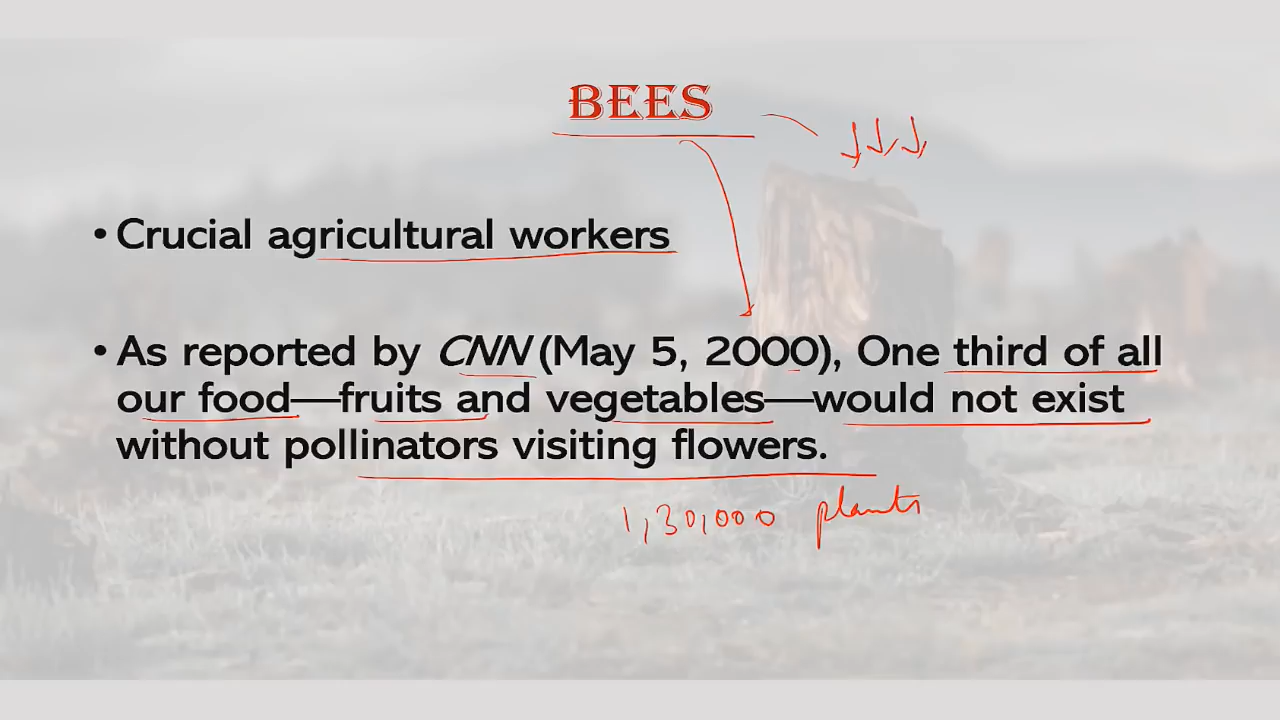 BEES
• Crucial agricultural workers
• As reported by CNN (May 5, 2000), One third of all
our food—fruits and vegetables—would not exist
without pollinators visiting flowers.
1,30,000 plants